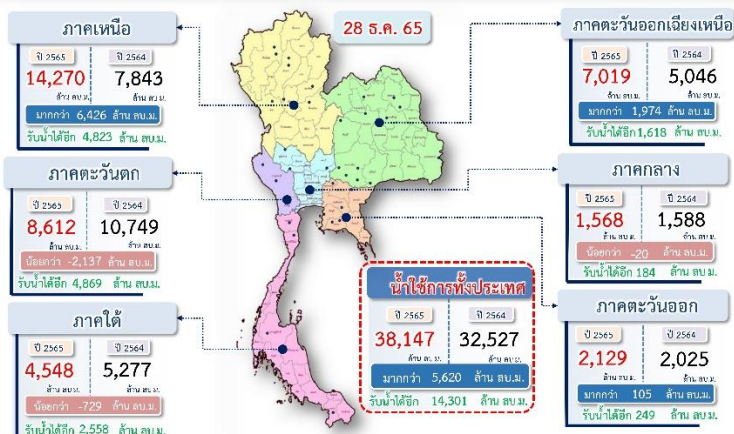 28 ธ.ค. 65
ภาคเหนือ
ปี 2565 ปี 2564
14,270 7,843
ล้าน ลบ.ม. ล้าน ลบ.ม.
มากกว่า 6,426 ล้าน ลบ.ม.
รับน้ำได้อีก 4,823 ล้าน ลบ.ม.
ภาคตะวันตก
ปี 2565 ปี 2564
8,612 10,749
ล้าน ลบ.ม. ล้าน ลบ.ม.
น้อยกว่า -2,137 ล้าน ลบ.ม.
รับน้ำได้อีก 4,869 ล้าน ลบ.ม.
ภาคใต้
ปี 2565 ปี 2564
4,548 5,277
ล้าน ลบ.ม. ล้าน ลบ.ม.
น้อยกว่า -729 ล้าน ลบ.ม.
รับน้ำได้อีก 2,558 ล้าน ลบ.ม.
น้ำใช้การทั้งประเทศ
ปี 2565 ปี 2564
38,147 32,527
ล้าน ลบ.ม. ล้าน ลบ.ม.
มากกว่า 5,620 ล้าน ลบ.ม.
รับน้ำได้อีก 14,301 ล้าน ลบ.ม.
ภาคตะวันออกเฉียงเหนือ
ปี 2565 ปี 2564
7,019 5,046
ล้าน ลบ.ม. ล้าน ลบ.ม.
มากกว่า 1,974 ล้าน ลบ.ม.
รับน้ำได้อีก 1,618 ล้าน ลบ.ม.
ภาคกลาง
ปี 2565 ปี 2564
1,568 1,588
ล้าน ลบ.ม. ล้าน ลบ.ม.
น้อยกว่า -20 ล้าน ลบ.ม.
รับน้ำได้อีก 184 ล้าน ลบ.ม.
ภาคตะวันออก
ปี 2565 ปี 2564
2,129 2,025
ล้าน ลบ.ม. ล้าน ลบ.ม.
มากกว่า 105 ล้าน ลบ.ม.
รับน้ำได้อีก 249 ล้าน ลบ.ม.